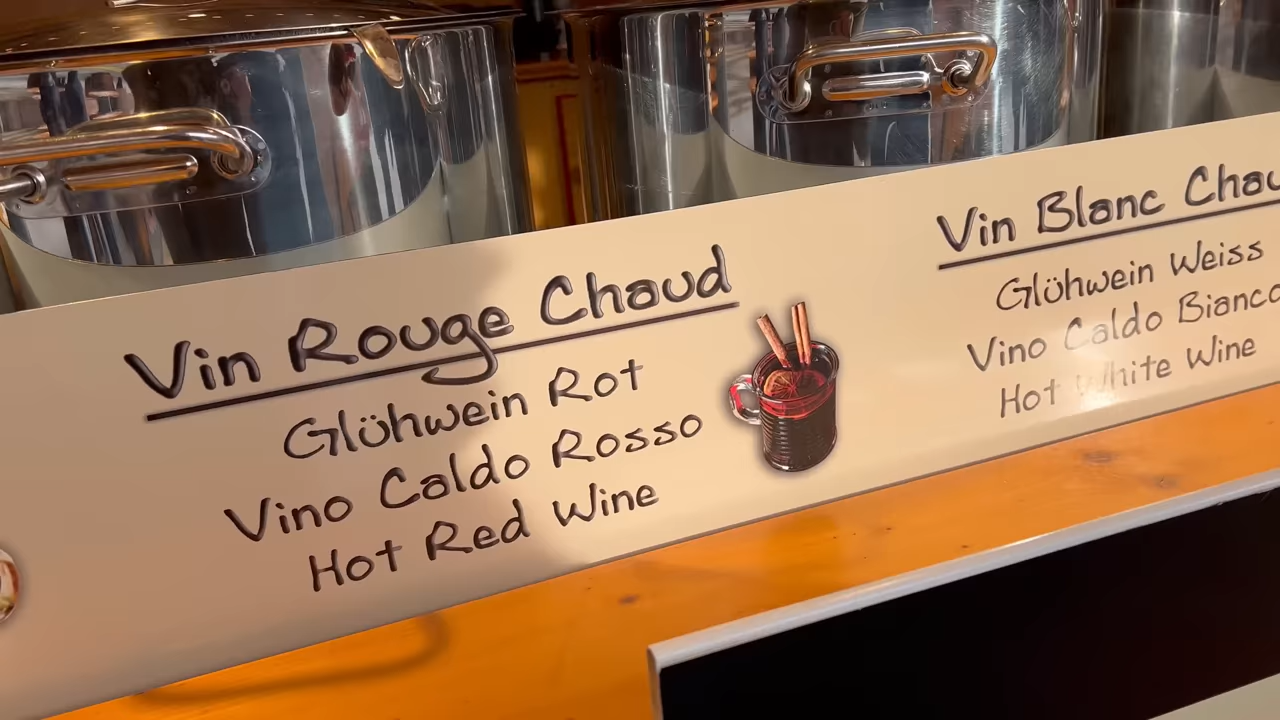 Vin Rouge Chaud
Glühwein Rot
Vino Caldo Rosso
Hot Red Wine
Vin Blanc Chau
Glühwein Weiss
Vino Caldo Bianco
Hot White Wine